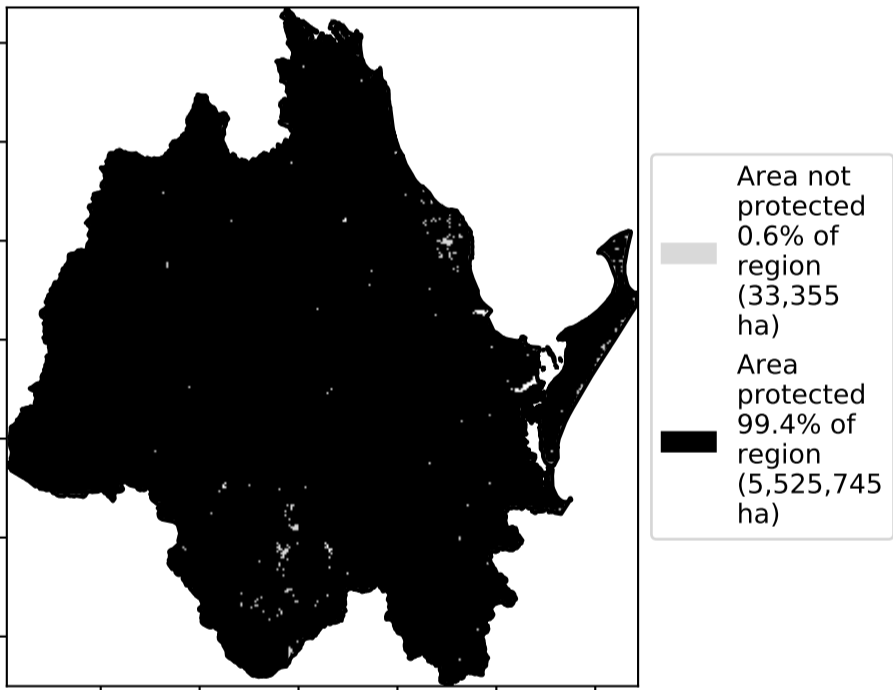 Area not
protected
0.6% of
region
(33,355
ha)
Area
protected
99.4% of
region
(5,525,745
ha)